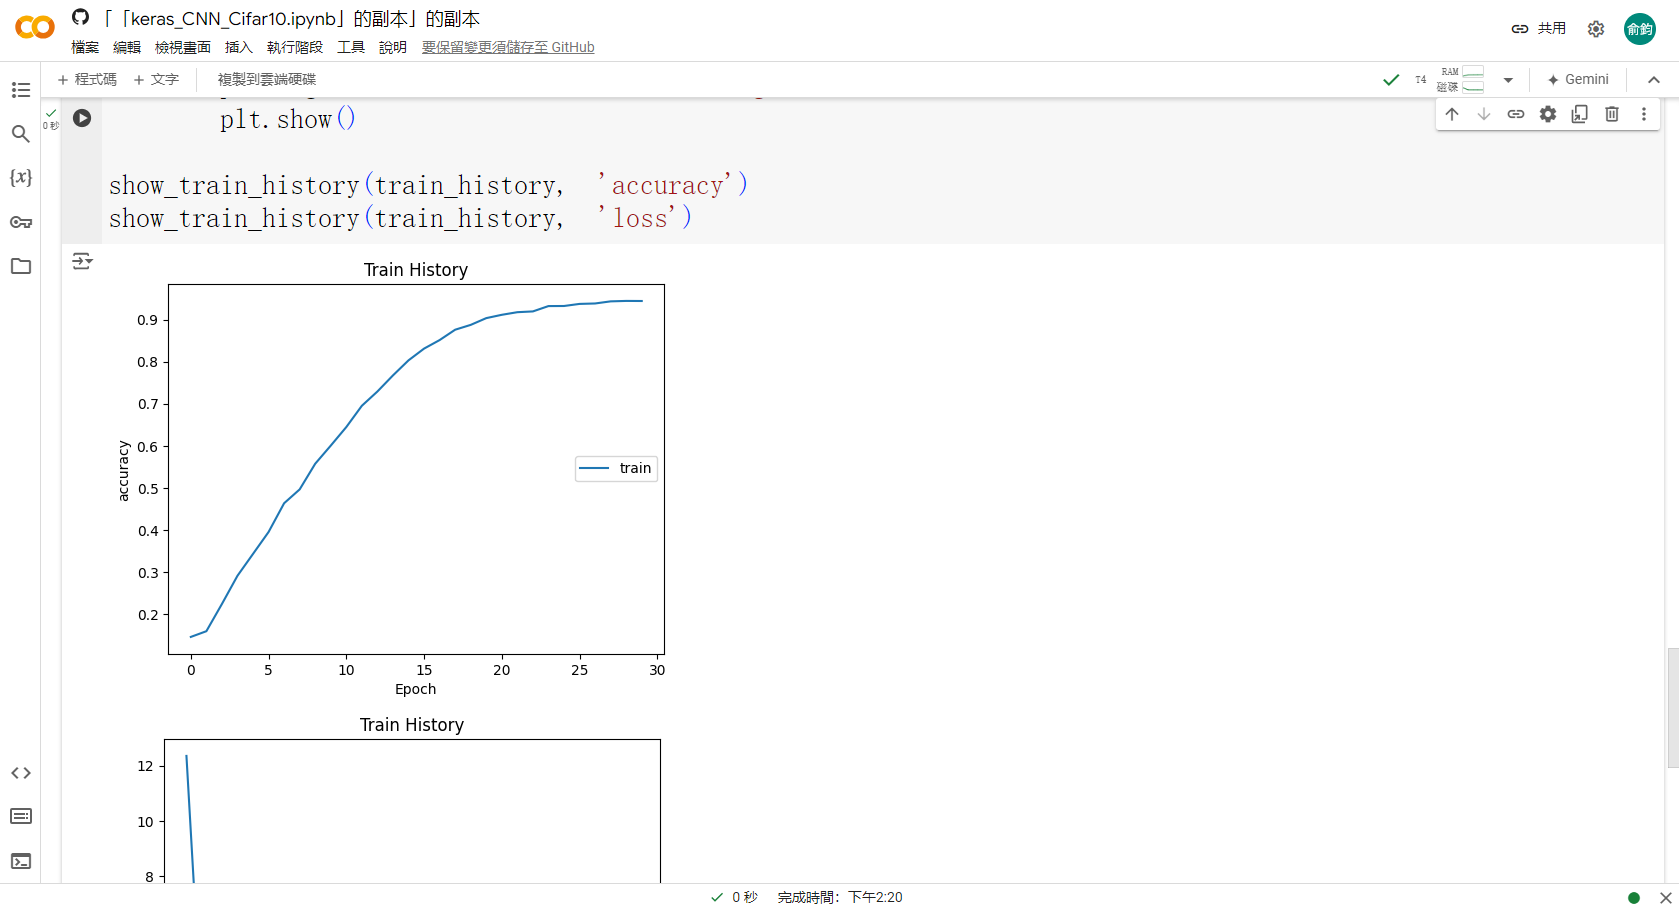 「「keras_CNN_Cifar10.ipynb」的副本」的副本
檔案 編輯 檢視畫面 插入 執行階段 工具 說明 要保留變更須儲存至 GitHub
共用
俞鈞
+ 程式碼 + 文字 複製到雲端硬碟
T4 RAM 磁碟 Gemini
0 秒
plt.show()
show_train_history(train_history, 'accuracy')
show_train_history(train_history, 'loss')
Train History
accuracy
0.9
0.8
0.7
0.6
0.5
0.4
0.3
0.2
train
0 5 10 15 20 25 30
Epoch
Train History
12
10
8
0 秒 完成時間：下午2:20